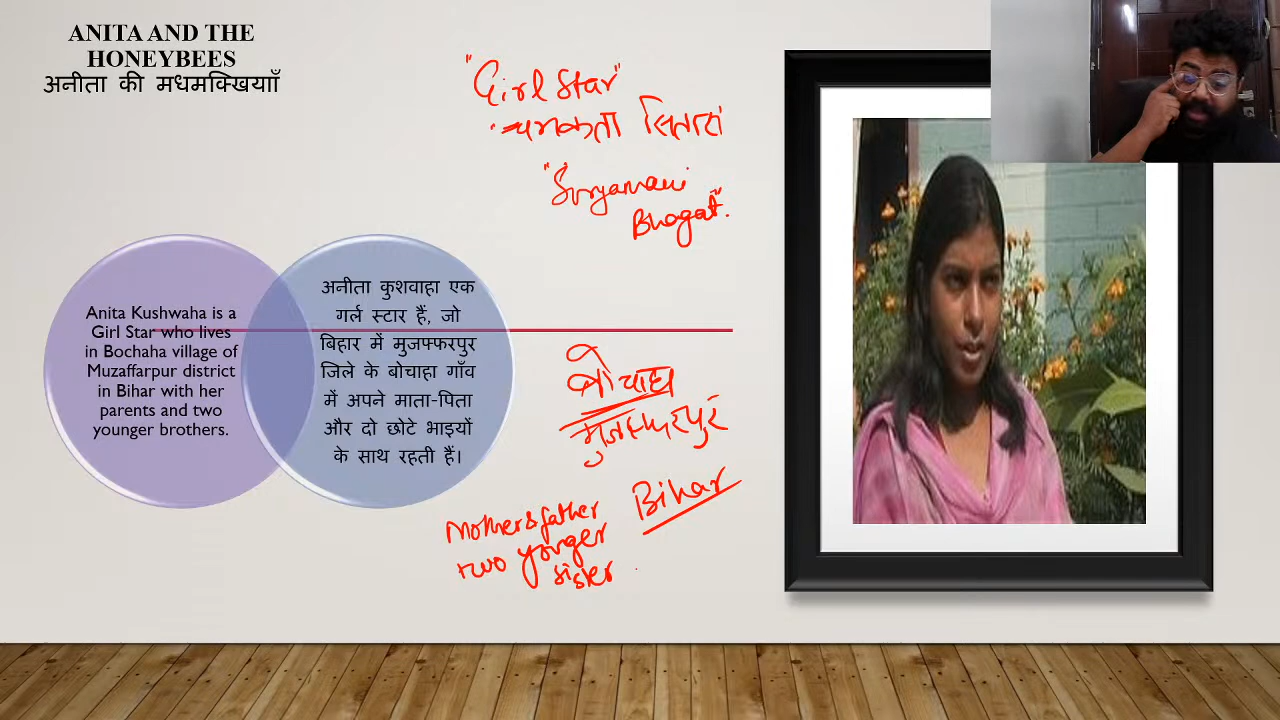 ANITA AND THE
HONEYBEES
अनीता की मधमक्खियाँ
"Girl Star"
चमकता सितारा
"Suryamani
Bhagat".
Anita Kushwaha is a
Girl Star who lives
in Bochaha village of
Muzaffarpur district
in Bihar with her
parents and two
younger brothers.
अनीता कुशवाहा एक
गर्ल स्टार हैं, जो
बिहार में मुजफ्फरपुर
जिले के बोचाहा गाँव
में अपने माता-पिता
और दो छोटे भाइयों
के साथ रहती हैं।
बोचाहा
मुजफ्फरपुर
Bihar
Mother & father
two yonger
sister